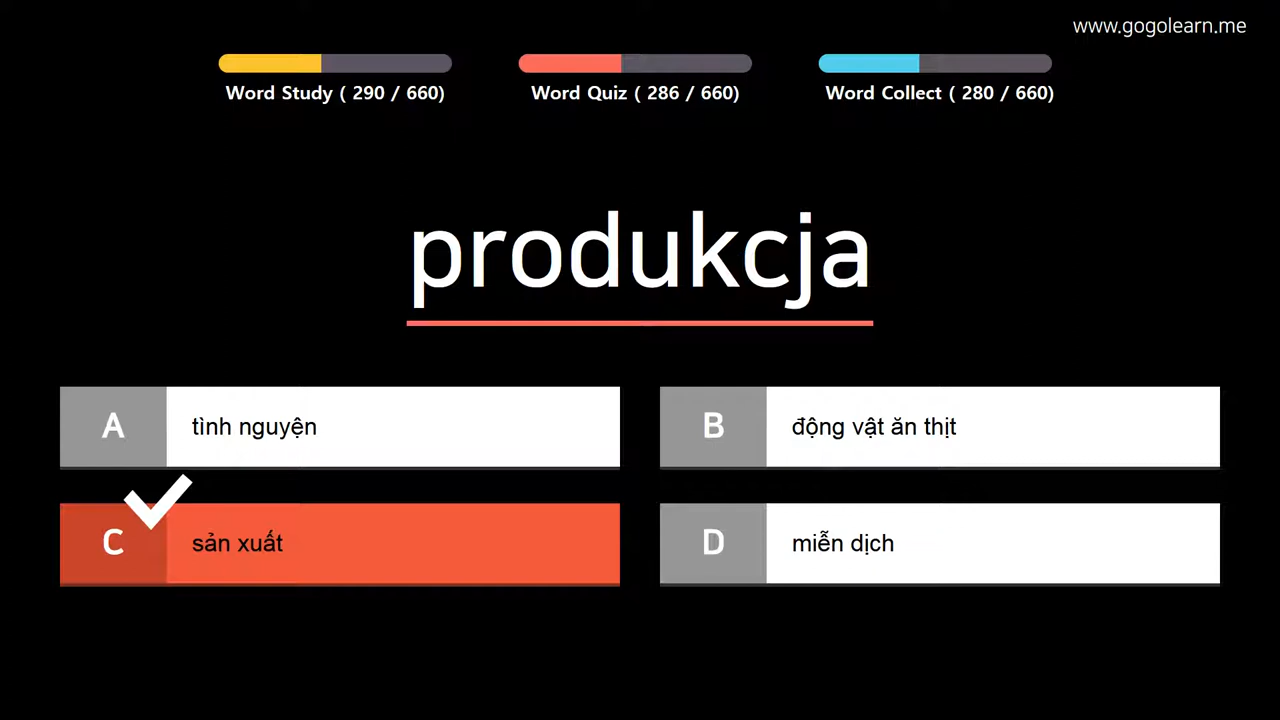 www.gogolearn.me
Word Study ( 290 / 660)
Word Quiz ( 286 / 660)
Word Collect ( 280 / 660)
produkcja
A
tình nguyện
B
động vật ăn thịt
C
sản xuất
D
miễn dịch